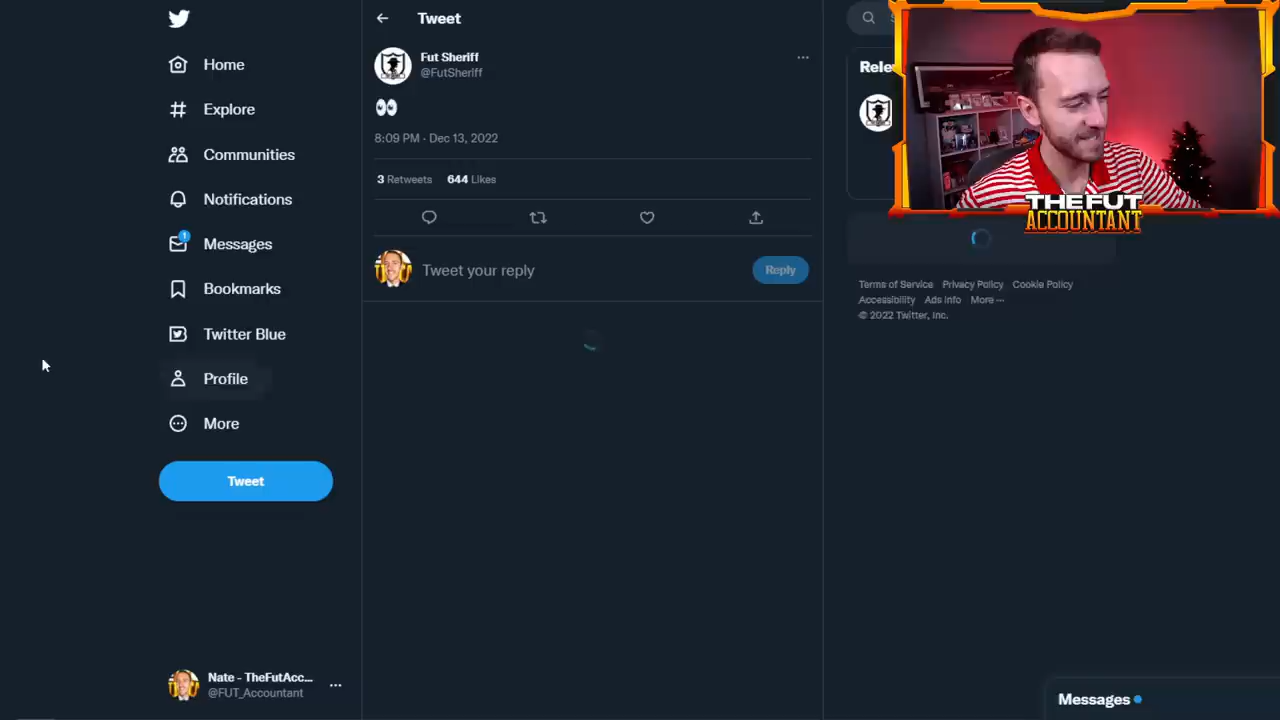 Home
Explore
Communities
Notifications
1
Messages
Bookmarks
Twitter Blue
Profile
More
Tweet
Nate - TheFutAcc...
@FUT_Accountant
Tweet
Fut Sheriff
@FutSheriff
8:09 PM · Dec 13, 2022
3 Retweets 644 Likes
Tweet your reply
Reply
THE FUT
ACCOUNTANT
Terms of Service Privacy Policy Cookie Policy
Accessibility Ads info More ···
© 2022 Twitter, Inc.
Messages